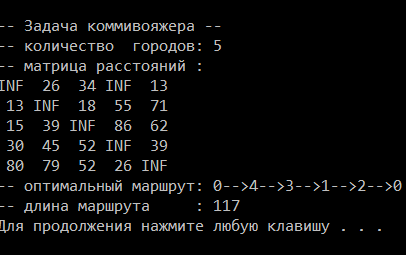 -- Задача коммивояжера --
-- количество  городов: 5
-- матрица расстояний :
INF  26  34 INF  13
 13 INF  18  55  71
 15  39 INF  86  62
 30  45  52 INF  39
 80  79  52  26 INF
-- оптимальный маршрут: 0-->4-->3-->1-->2-->0
-- длина маршрута     : 117
Для продолжения нажмите любую клавишу . . .